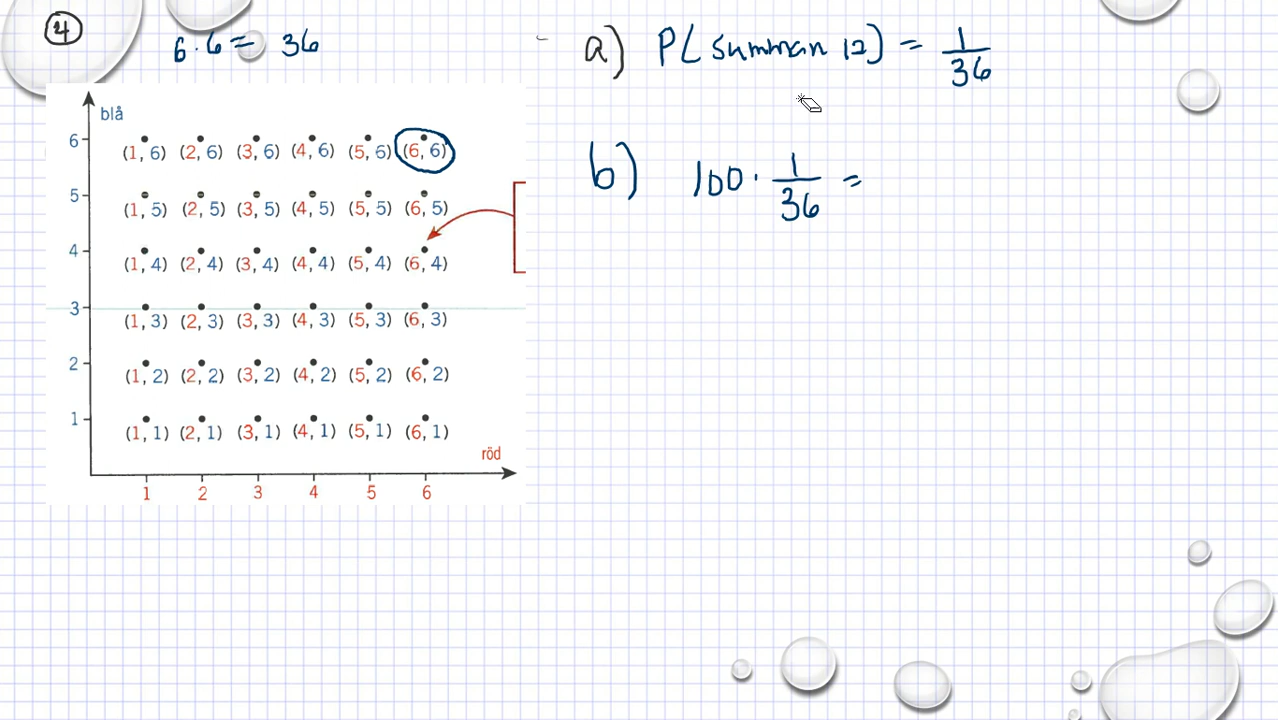 4
6 · 6 = 36
blå
6 (1, 6) (2, 6) (3, 6) (4, 6) (5, 6) (6, 6)
5 (1, 5) (2, 5) (3, 5) (4, 5) (5, 5) (6, 5)
4 (1, 4) (2, 4) (3, 4) (4, 4) (5, 4) (6, 4)
3 (1, 3) (2, 3) (3, 3) (4, 3) (5, 3) (6, 3)
2 (1, 2) (2, 2) (3, 2) (4, 2) (5, 2) (6, 2)
1 (1, 1) (2, 1) (3, 1) (4, 1) (5, 1) (6, 1)
röd
1 2 3 4 5 6
a) P(summan 12) = 1/36
b) 100 · 1/36 =